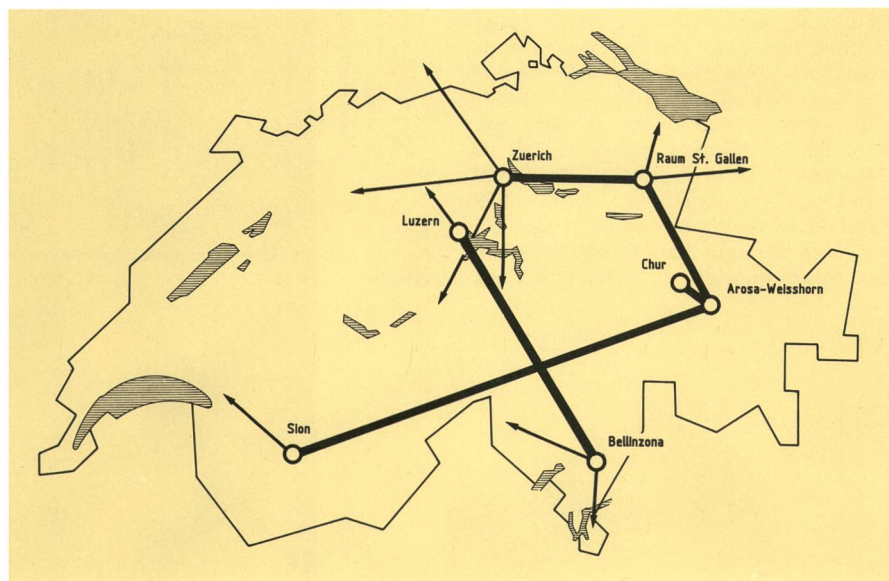 Zuerich
Raum St. Gallen
Luzern
Chur
Arosa-Weisshorn
Sion
Bellinzona